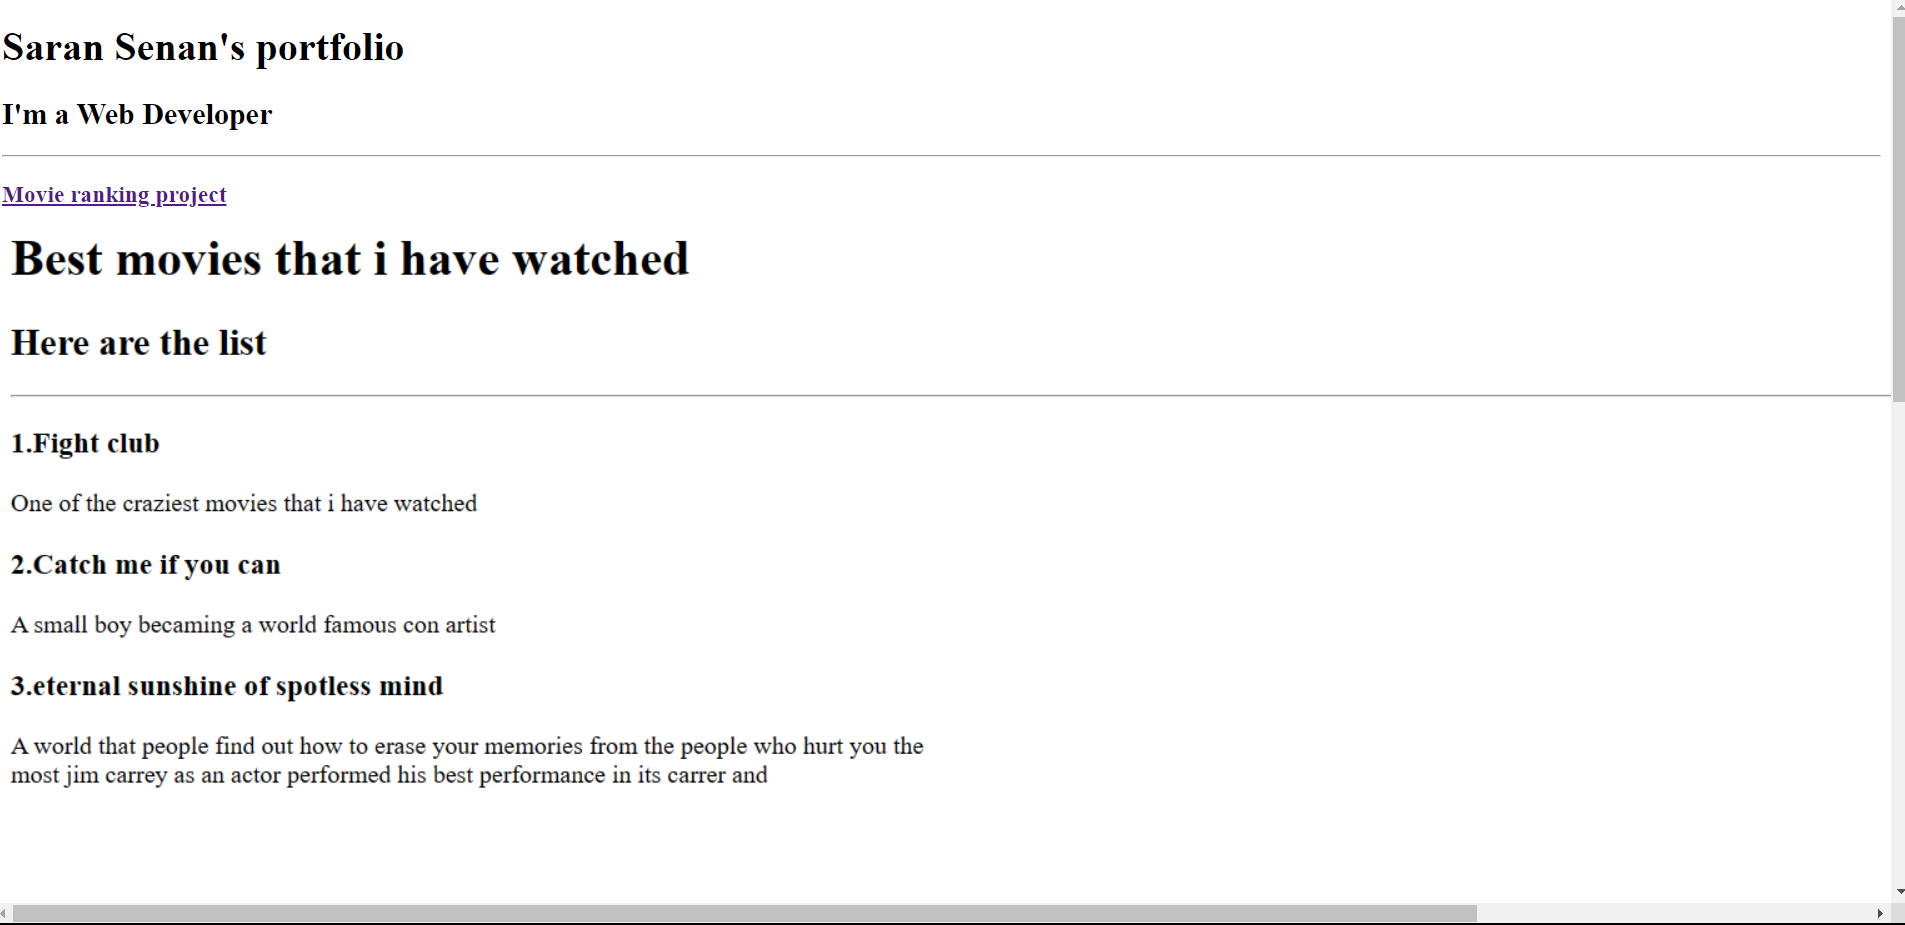 Saran Senan's portfolio
I'm a Web Developer
Movie ranking project
Best movies that i have watched
Here are the list
1.Fight club
One of the craziest movies that i have watched
2.Catch me if you can
A small boy becaming a world famous con artist
3.eternal sunshine of spotless mind
A world that people find out how to erase your memories from the people who hurt you the
most jim carrey as an actor performed his best performance in its carrer and